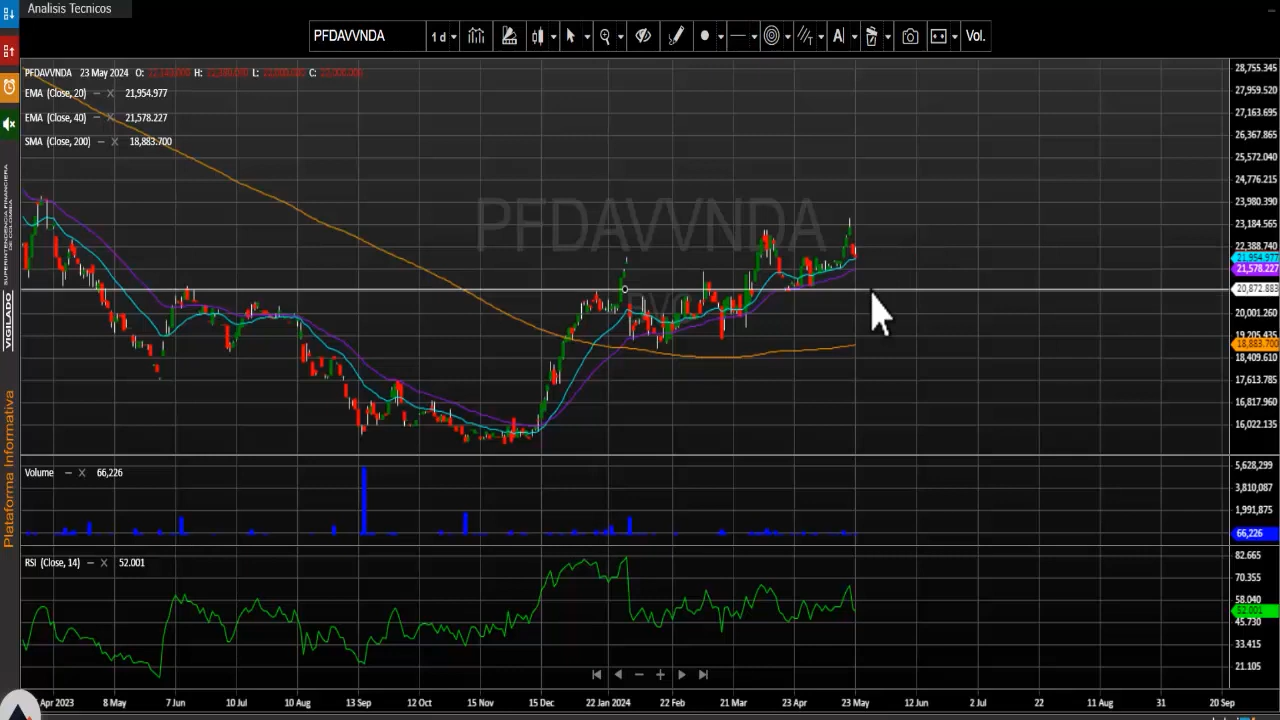 Analisis Tecnicos
PFDAVVNDA 1 d A Vol.
PFDAVVNDA 23 May 2024 O: H: L: C:
EMA (Close, 20) 21,954.977
EMA (Close, 40) 21,578.227
SMA (Close, 200) 18,883.700
PFDAVVNDA
BVC
28,755.345
27,959.520
27,163.695
26,367.865
25,572.040
24,776.215
23,980.390
23,184.565
22,388.740
21,954.977
21,578.227
20,872.883
20,001.260
19,205.435
18,883.700
18,409.610
17,613.785
16,817.960
16,022.135
Volume 66,226
5,628,299
3,810,087
1,991,875
66,226
RSI (Close, 14) 52.001
82.665
70.355
58.040
52.001
45.730
33.415
21.105
Apr 2023 8 May 7 Jun 10 Jul 10 Aug 13 Sep 12 Oct 15 Nov 15 Dec 22 Jan 2024 22 Feb 21 Mar 23 Apr 23 May 12 Jun 2 Jul 22 11 Aug 31 20 Sep
SUPERINTENDENCIA FINANCIERA
DE COLOMBIA
VIGILADO
Plataforma Informativa